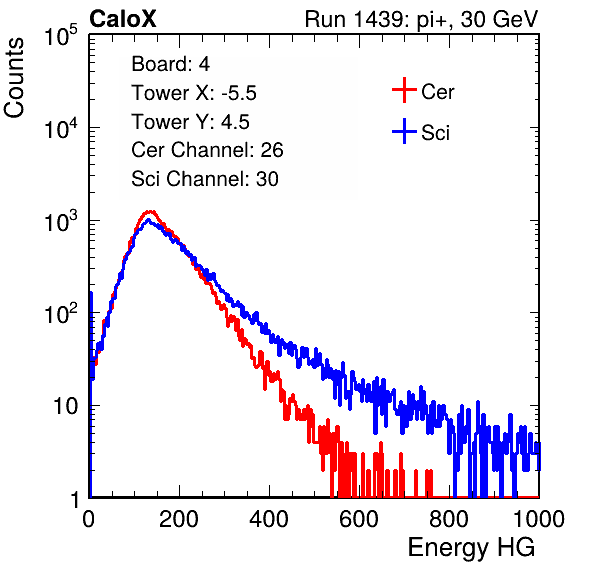 CaloX Run 1439: pi+, 30 GeV
Counts
10^5
10^4
10^3
10^2
10
1
Board: 4
Tower X: -5.5
Tower Y: 4.5
Cer Channel: 26
Sci Channel: 30
Cer
Sci
0 200 400 600 800 1000
Energy HG